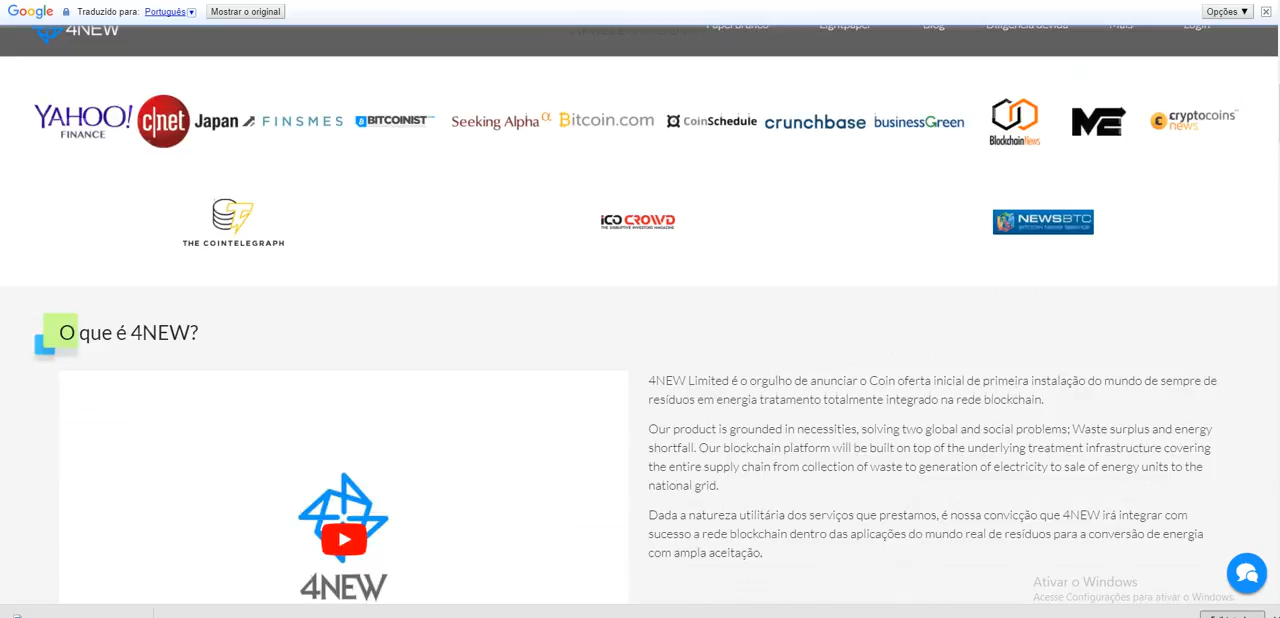 Google Traduzido para: Português Mostrar o original Opções ▼
4NEW Lightpaper Blog Diligência devida Mais Login
YAHOO! FINANCE c|net Japan FINSMES BITCOINIST Seeking Alpha α Bitcoin.com CoinSchedule crunchbase businessGreen BlockchainNews ME cryptocoins news
THE COINTELEGRAPH ICO CROWD THE DISRUPTIVE INVESTORS MAGAZINE NEWSBTC
O que é 4NEW?
4NEW Limited é o orgulho de anunciar o Coin oferta inicial de primeira instalação do mundo de sempre de
resíduos em energia tratamento totalmente integrado na rede blockchain.
Our product is grounded in necessities, solving two global and social problems; Waste surplus and energy
shortfall. Our blockchain platform will be built on top of the underlying treatment infrastructure covering
the entire supply chain from collection of waste to generation of electricity to sale of energy units to the
national grid.
Dada a natureza utilitária dos serviços que prestamos, é nossa convicção que 4NEW irá integrar com
sucesso a rede blockchain dentro das aplicações do mundo real de resíduos para a conversão de energia
com ampla aceitação.
4NEW
Ativar o Windows
Acesse Configurações para ativar o Windows.